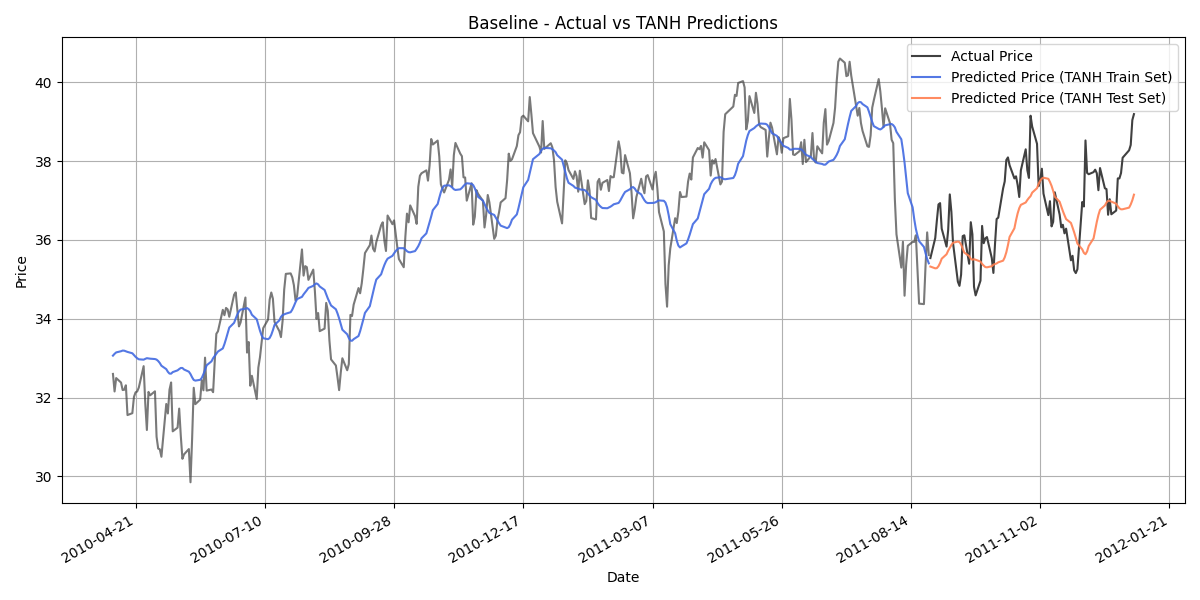 Baseline - Actual vs TANH Predictions
Actual Price
Predicted Price (TANH Train Set)
Predicted Price (TANH Test Set)
Price
40
38
36
34
32
30
2010-04-21
2010-07-10
2010-09-28
2010-12-17
2011-03-07
2011-05-26
2011-08-14
2011-11-02
2012-01-21
Date